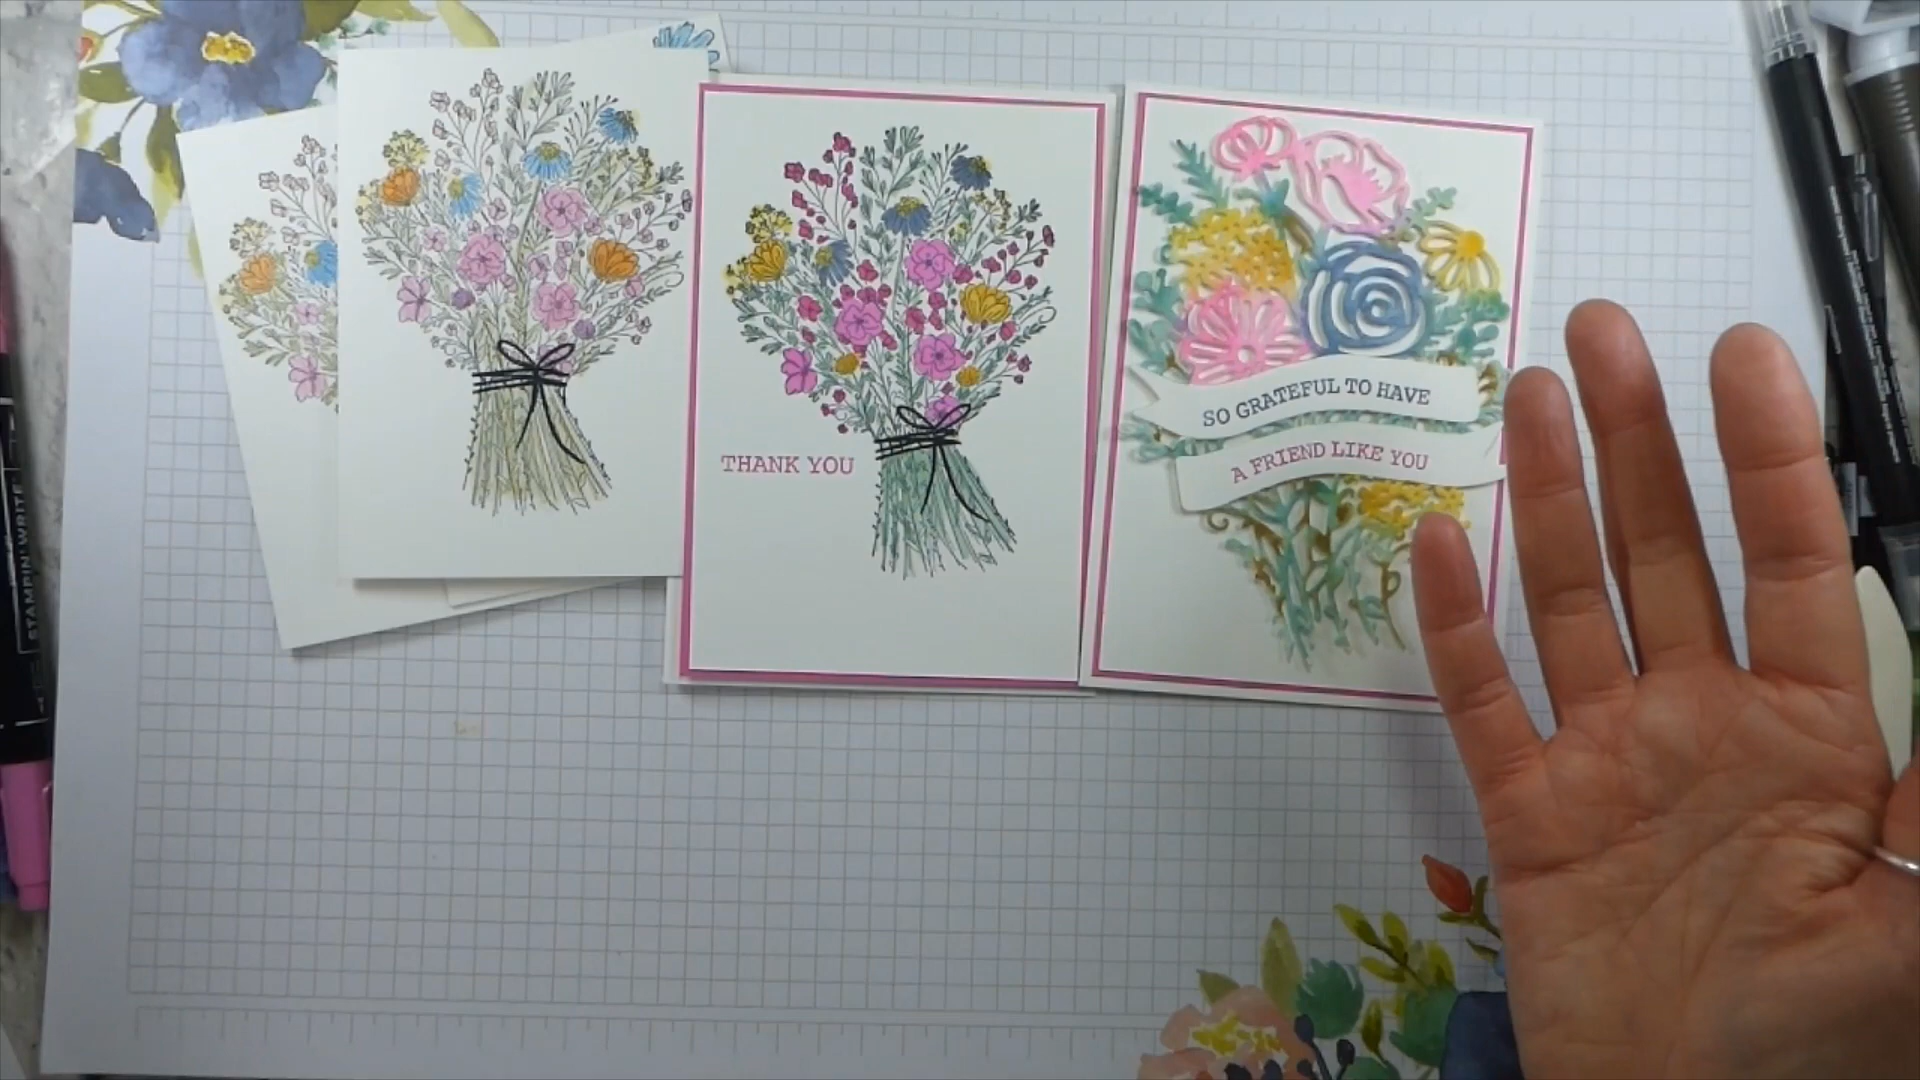 THANK YOU
SO GRATEFUL TO HAVE
A FRIEND LIKE YOU
STAMPIN' WRITE